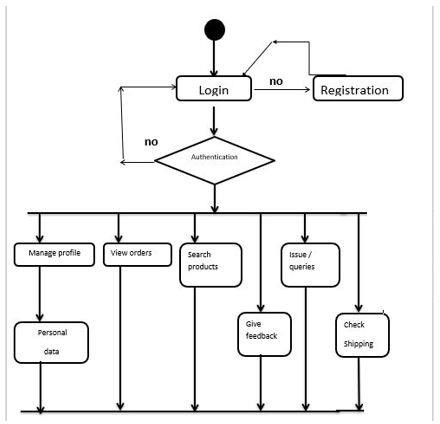 Login
no
Registration
no
Authentication
Manage profile
View orders
Search
products
Issue /
queries
Give
feedback
Check
Shipping
Personal
data